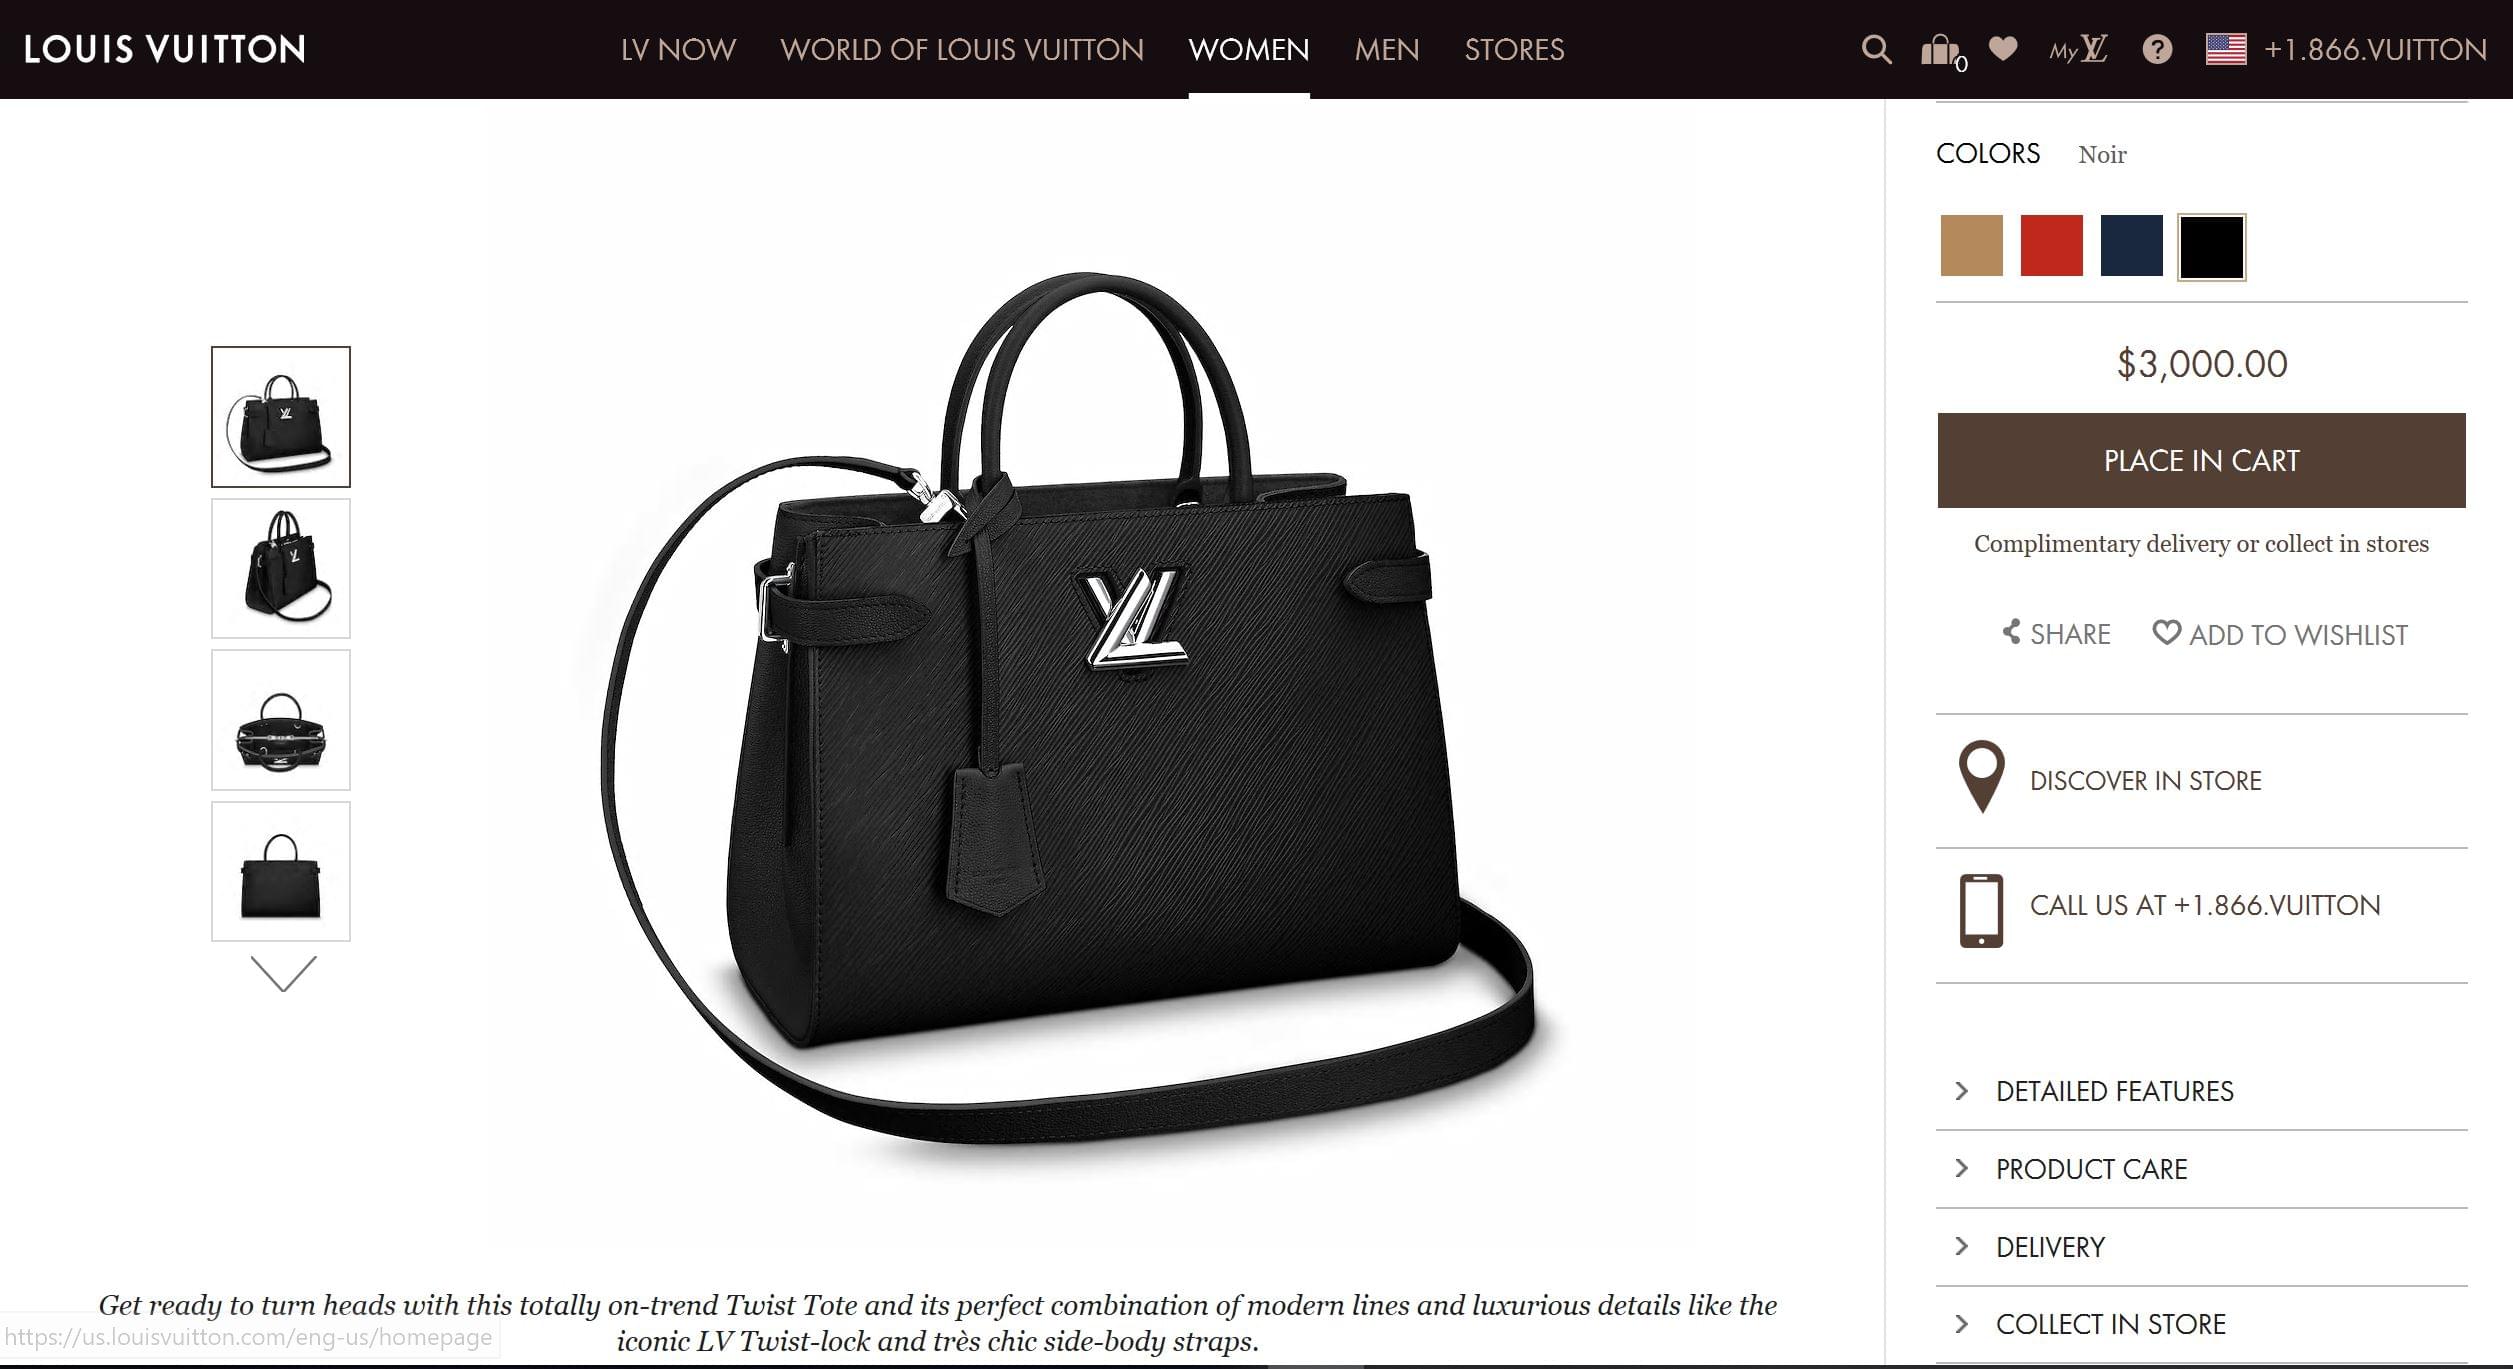 LOUIS VUITTON
LV NOW
WORLD OF LOUIS VUITTON
WOMEN
MEN
STORES
0
My LV
?
+1.866.VUITTON
COLORS Noir
$3,000.00
PLACE IN CART
Complimentary delivery or collect in stores
SHARE
ADD TO WISHLIST
DISCOVER IN STORE
CALL US AT +1.866.VUITTON
DETAILED FEATURES
PRODUCT CARE
DELIVERY
COLLECT IN STORE
LV
Get ready to turn heads with this totally on-trend Twist Tote and its perfect combination of modern lines and luxurious details like the
iconic LV Twist-lock and très chic side-body straps.
https://us.louisvuitton.com/eng-us/homepage